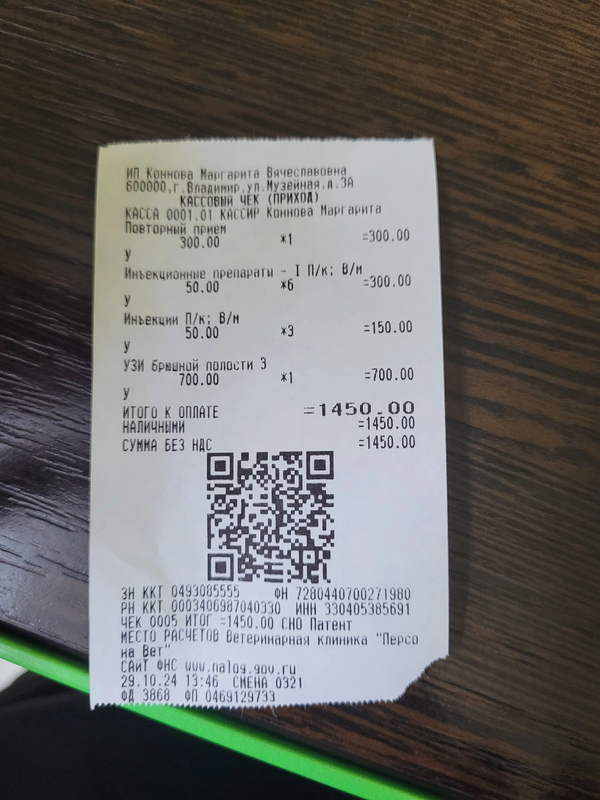 ИП Коннова Маргарита Вячеславовна
600000,г.Владимир,ул.Музейная,д.3А
КАССОВЫЙ ЧЕК (ПРИХОД)
КАССА 0001.01 КАССИР Коннова Маргарита
Повторный прием
300.00 *1 =300.00
У
Инъекционные препараты - I П/к; В/м
50.00 *6 =300.00
У
Инъекции П/к; В/м
50.00 *3 =150.00
У
УЗИ брюшной полости 3
700.00 *1 =700.00
У
ИТОГО К ОПЛАТЕ =1450.00
НАЛИЧНЫМИ =1450.00
СУММА БЕЗ НДС =1450.00
ЗН ККТ 0493085555 ФН 7280440700271980
РН ККТ 0003406987040330 ИНН 330405385691
ЧЕК 0005 ИТОГ =1450.00 СНО Патент
МЕСТО РАСЧЕТОВ Ветеринарная клиника "Персо
на Вет"
САЙТ ФНС www.nalog.gov.ru
29.10.24 13:46 СМЕНА 0321
ФД 3868 ФП 0469129733